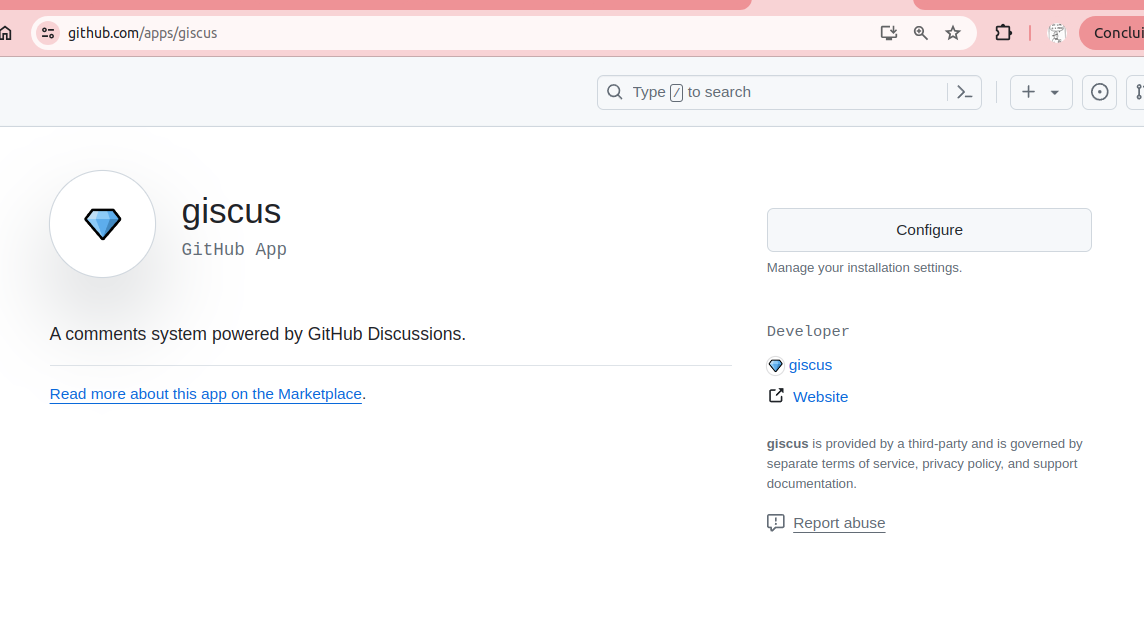 github.com/apps/giscus
Conclui
Type / to search
giscus
GitHub App
A comments system powered by GitHub Discussions.
Read more about this app on the Marketplace.
Configure
Manage your installation settings.
Developer
giscus
Website
giscus is provided by a third-party and is governed by
separate terms of service, privacy policy, and support
documentation.
Report abuse